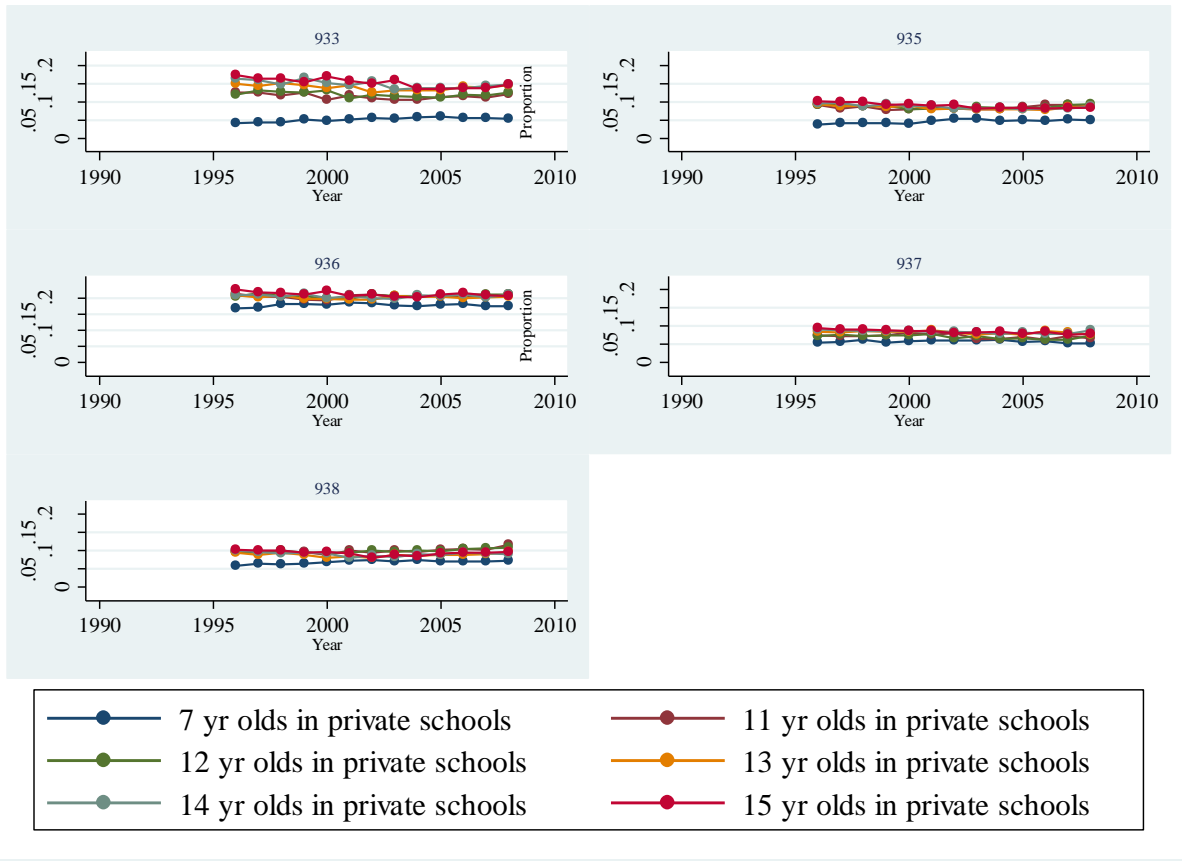 933
0 .05 .1 .15 .2
Proportion
1990 1995 2000 2005 2010
Year
935
0 .05 .1 .15 .2
1990 1995 2000 2005 2010
Year
936
0 .05 .1 .15 .2
Proportion
1990 1995 2000 2005 2010
Year
937
0 .05 .1 .15 .2
1990 1995 2000 2005 2010
Year
938
0 .05 .1 .15 .2
1990 1995 2000 2005 2010
Year
7 yr olds in private schools 11 yr olds in private schools
12 yr olds in private schools 13 yr olds in private schools
14 yr olds in private schools 15 yr olds in private schools